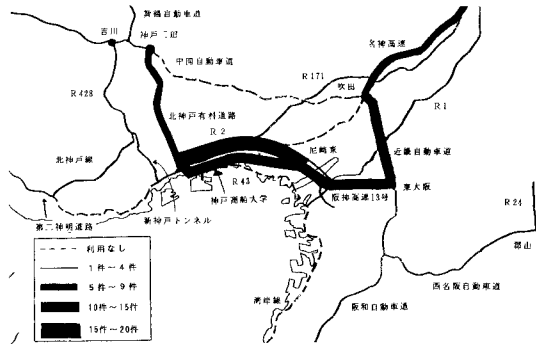 舞鶴自動車道
吉川
神戸三田
中国自動車道
名神高速
R171
吹田
R1
R428
北神戸有料道路
R2
尼崎東
近畿自動車道
北神戸線
R43
神戸商船大学
阪神高速13号
東大阪
R24
第二神明道路
新神戸トンネル
郡山
利用なし
1件~4件
5件~9件
10件~15件
15件~20件
湾岸線
西名阪自動車道
阪和自動車道